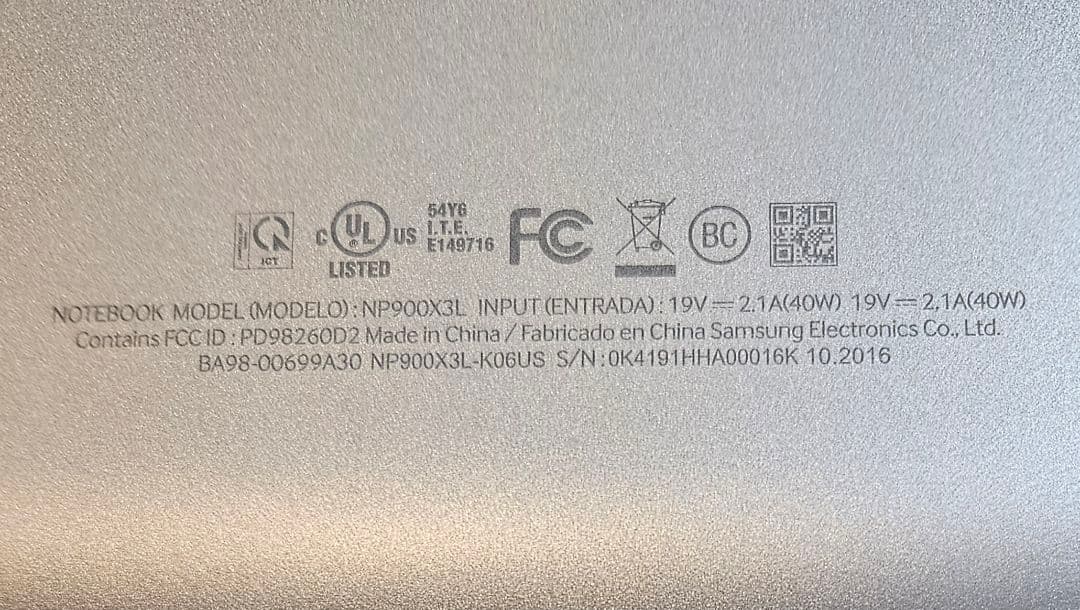 ICT
C UL US LISTED
54Y6
I.T.E.
E149716
FC
BC
NOTEBOOK MODEL (MODELO) : NP900X3L INPUT (ENTRADA) : 19V⎓2.1A(40W) 19V⎓2,1A(40W)
Contains FCC ID : PD98260D2 Made in China / Fabricado en China Samsung Electronics Co., Ltd.
BA98-00699A30 NP900X3L-K06US S/N : 0K4191HHA00016K 10.2016